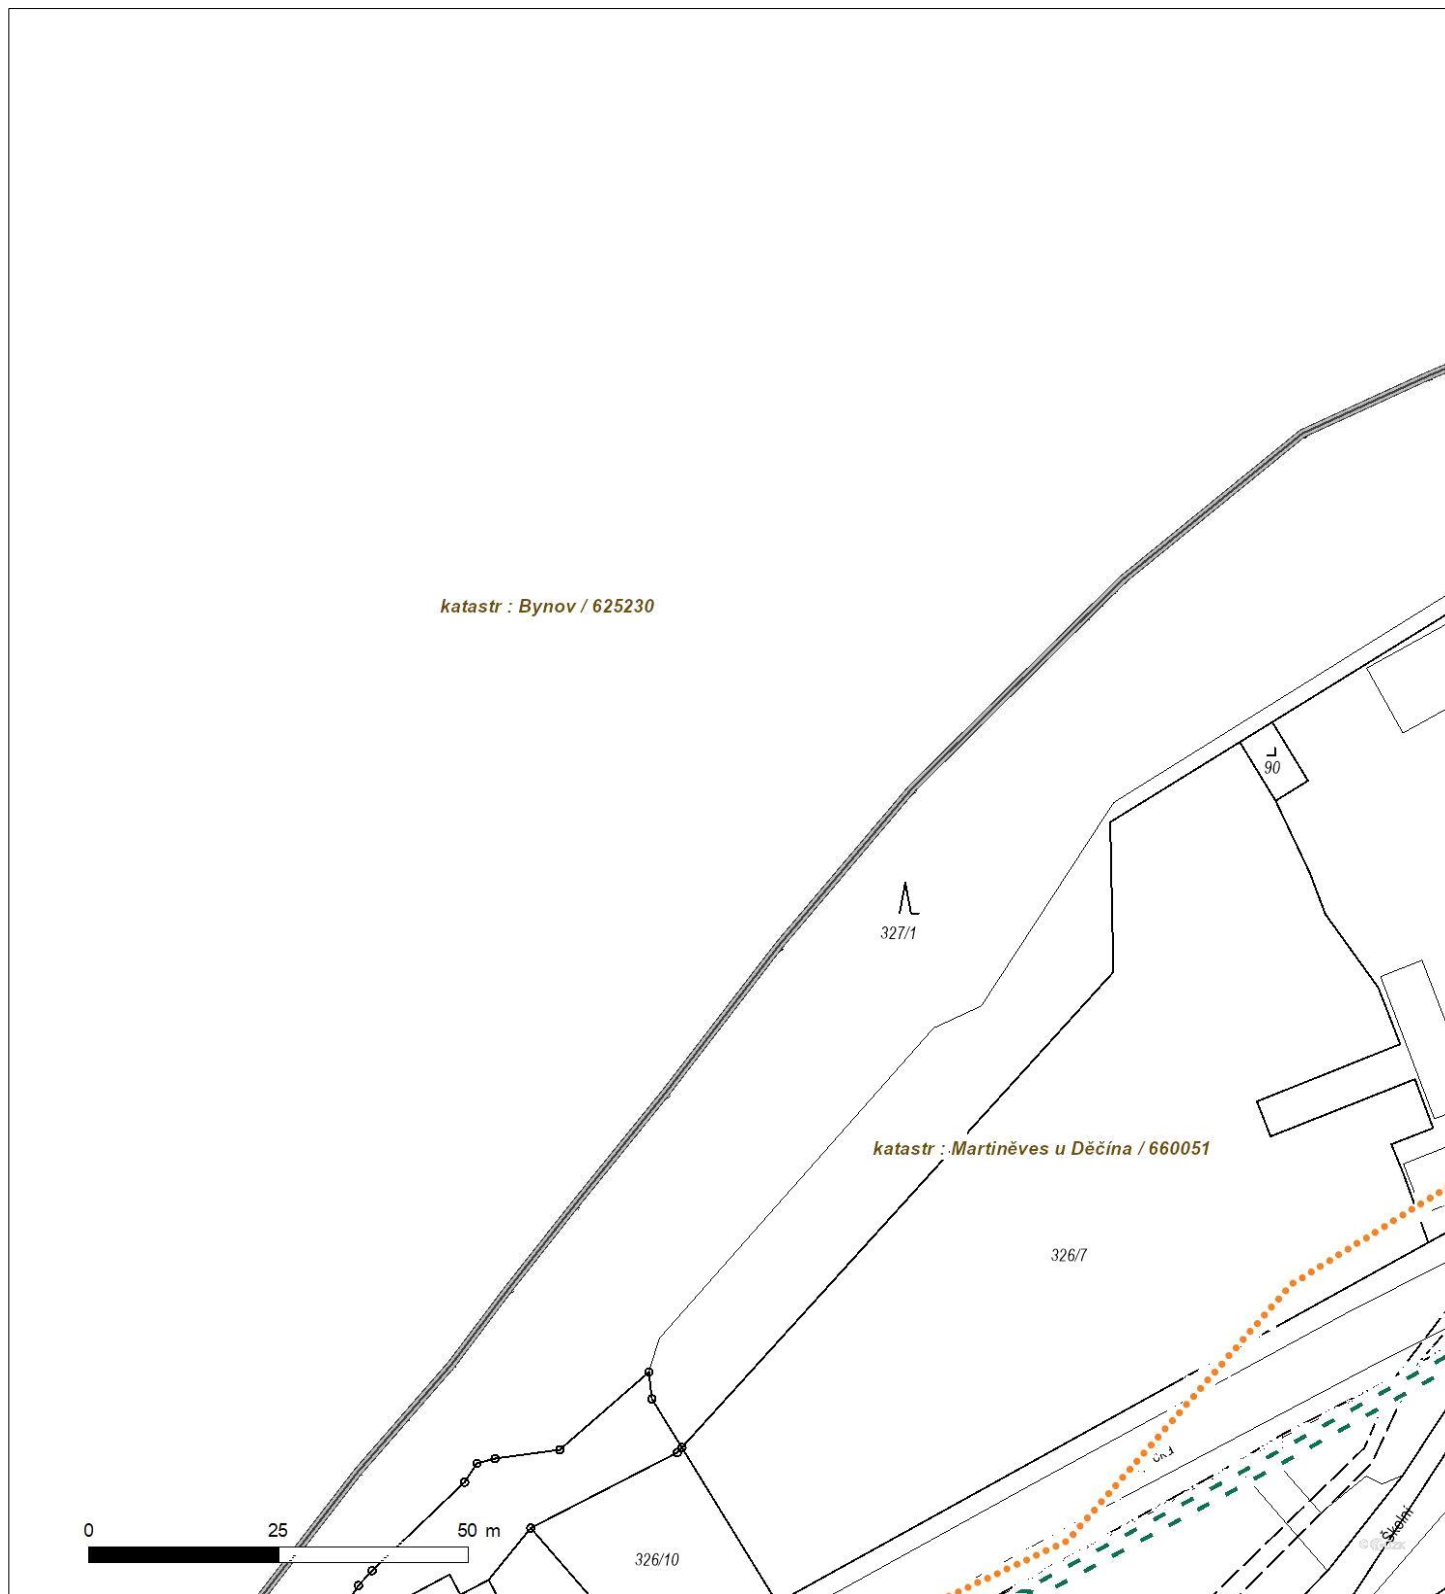 katastr : Bynov / 625230
90
327/1
katastr : Martiněves u Děčína / 660051
326/7
0 25 50 m
326/10
Školní